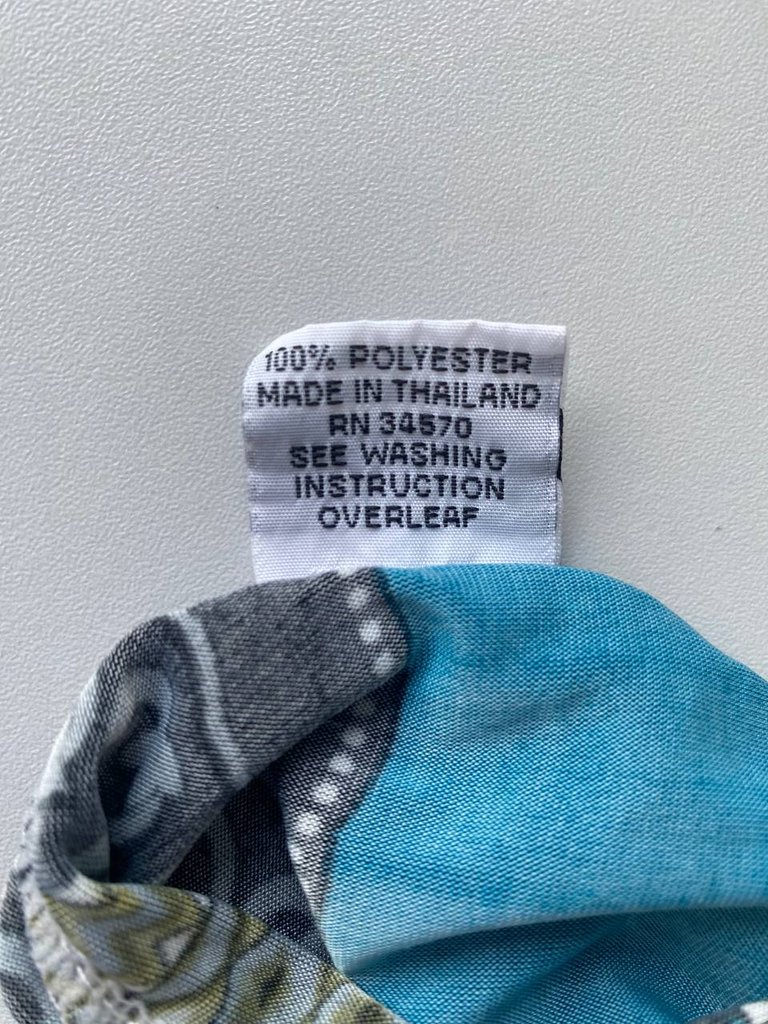 100% POLYESTER
MADE IN THAILAND
RN 34570
SEE WASHING
INSTRUCTION
OVERLEAF